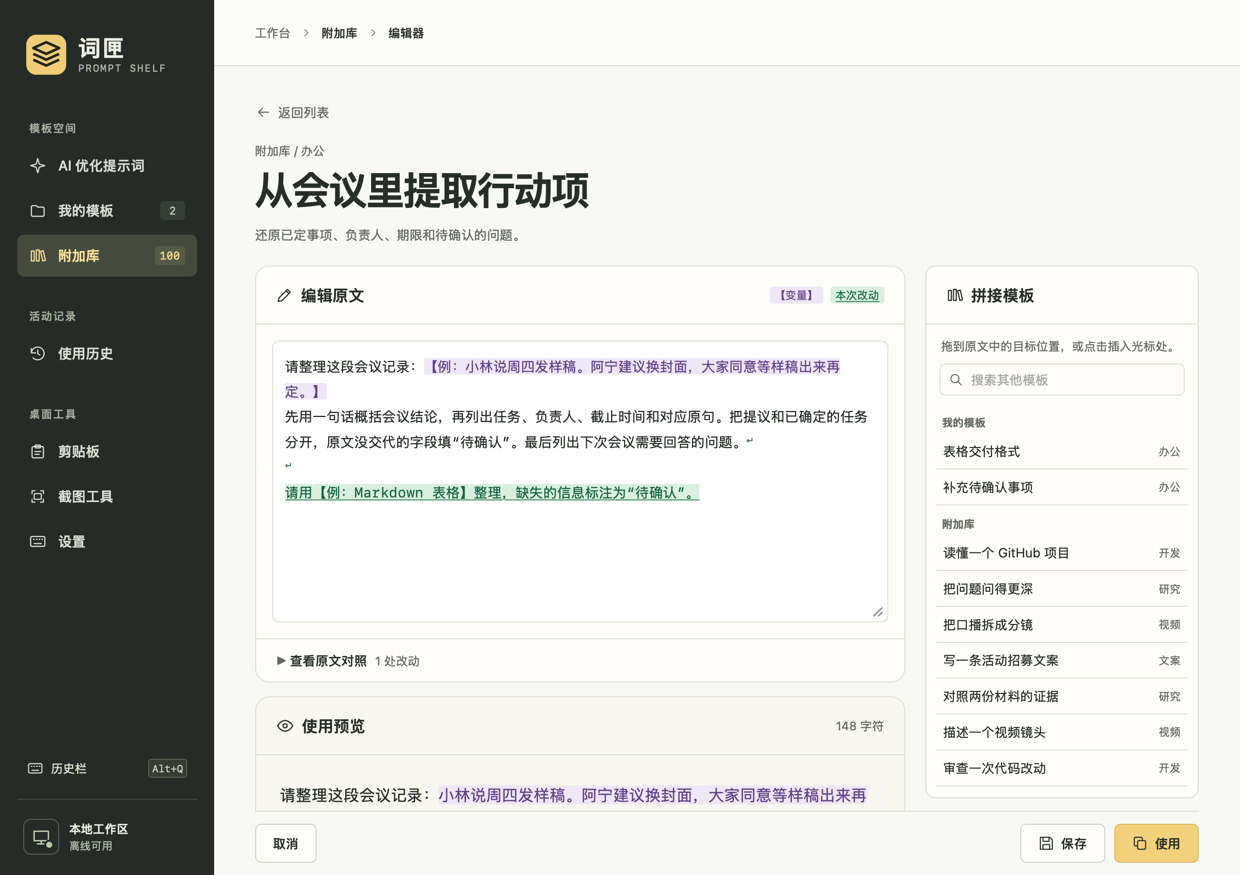 词匣
PROMPT SHELF
模板空间
AI 优化提示词
我的模板 2
附加库 100
活动记录
使用历史
桌面工具
剪贴板
截图工具
设置
历史栏 Alt+Q
本地工作区
离线可用
工作台 > 附加库 > 编辑器
← 返回列表
附加库 / 办公
从会议里提取行动项
还原已定事项、负责人、期限和待确认的问题。
编辑原文 【变量】 本次改动
请整理这段会议记录：【例：小林说周四发样稿。阿宁建议换封面，大家同意等样稿出来再
定。】
先用一句话概括会议结论，再列出任务、负责人、截止时间和对应原句。把提议和已确定的任务
分开，原文没交代的字段填“待确认”。最后列出下次会议需要回答的问题。↵
↵
请用【例：Markdown 表格】整理，缺失的信息标注为“待确认”。
▶ 查看原文对照 1 处改动
使用预览 148 字符
请整理这段会议记录：小林说周四发样稿。阿宁建议换封面，大家同意等样稿出来再
拼接模板
拖到原文中的目标位置，或点击插入光标处。
搜索其他模板
我的模板
表格交付格式 办公
补充待确认事项 办公
附加库
读懂一个 GitHub 项目 开发
把问题问得更深 研究
把口播拆成分镜 视频
写一条活动招募文案 文案
对照两份材料的证据 研究
描述一个视频镜头 视频
审查一次代码改动 开发
取消
保存
使用